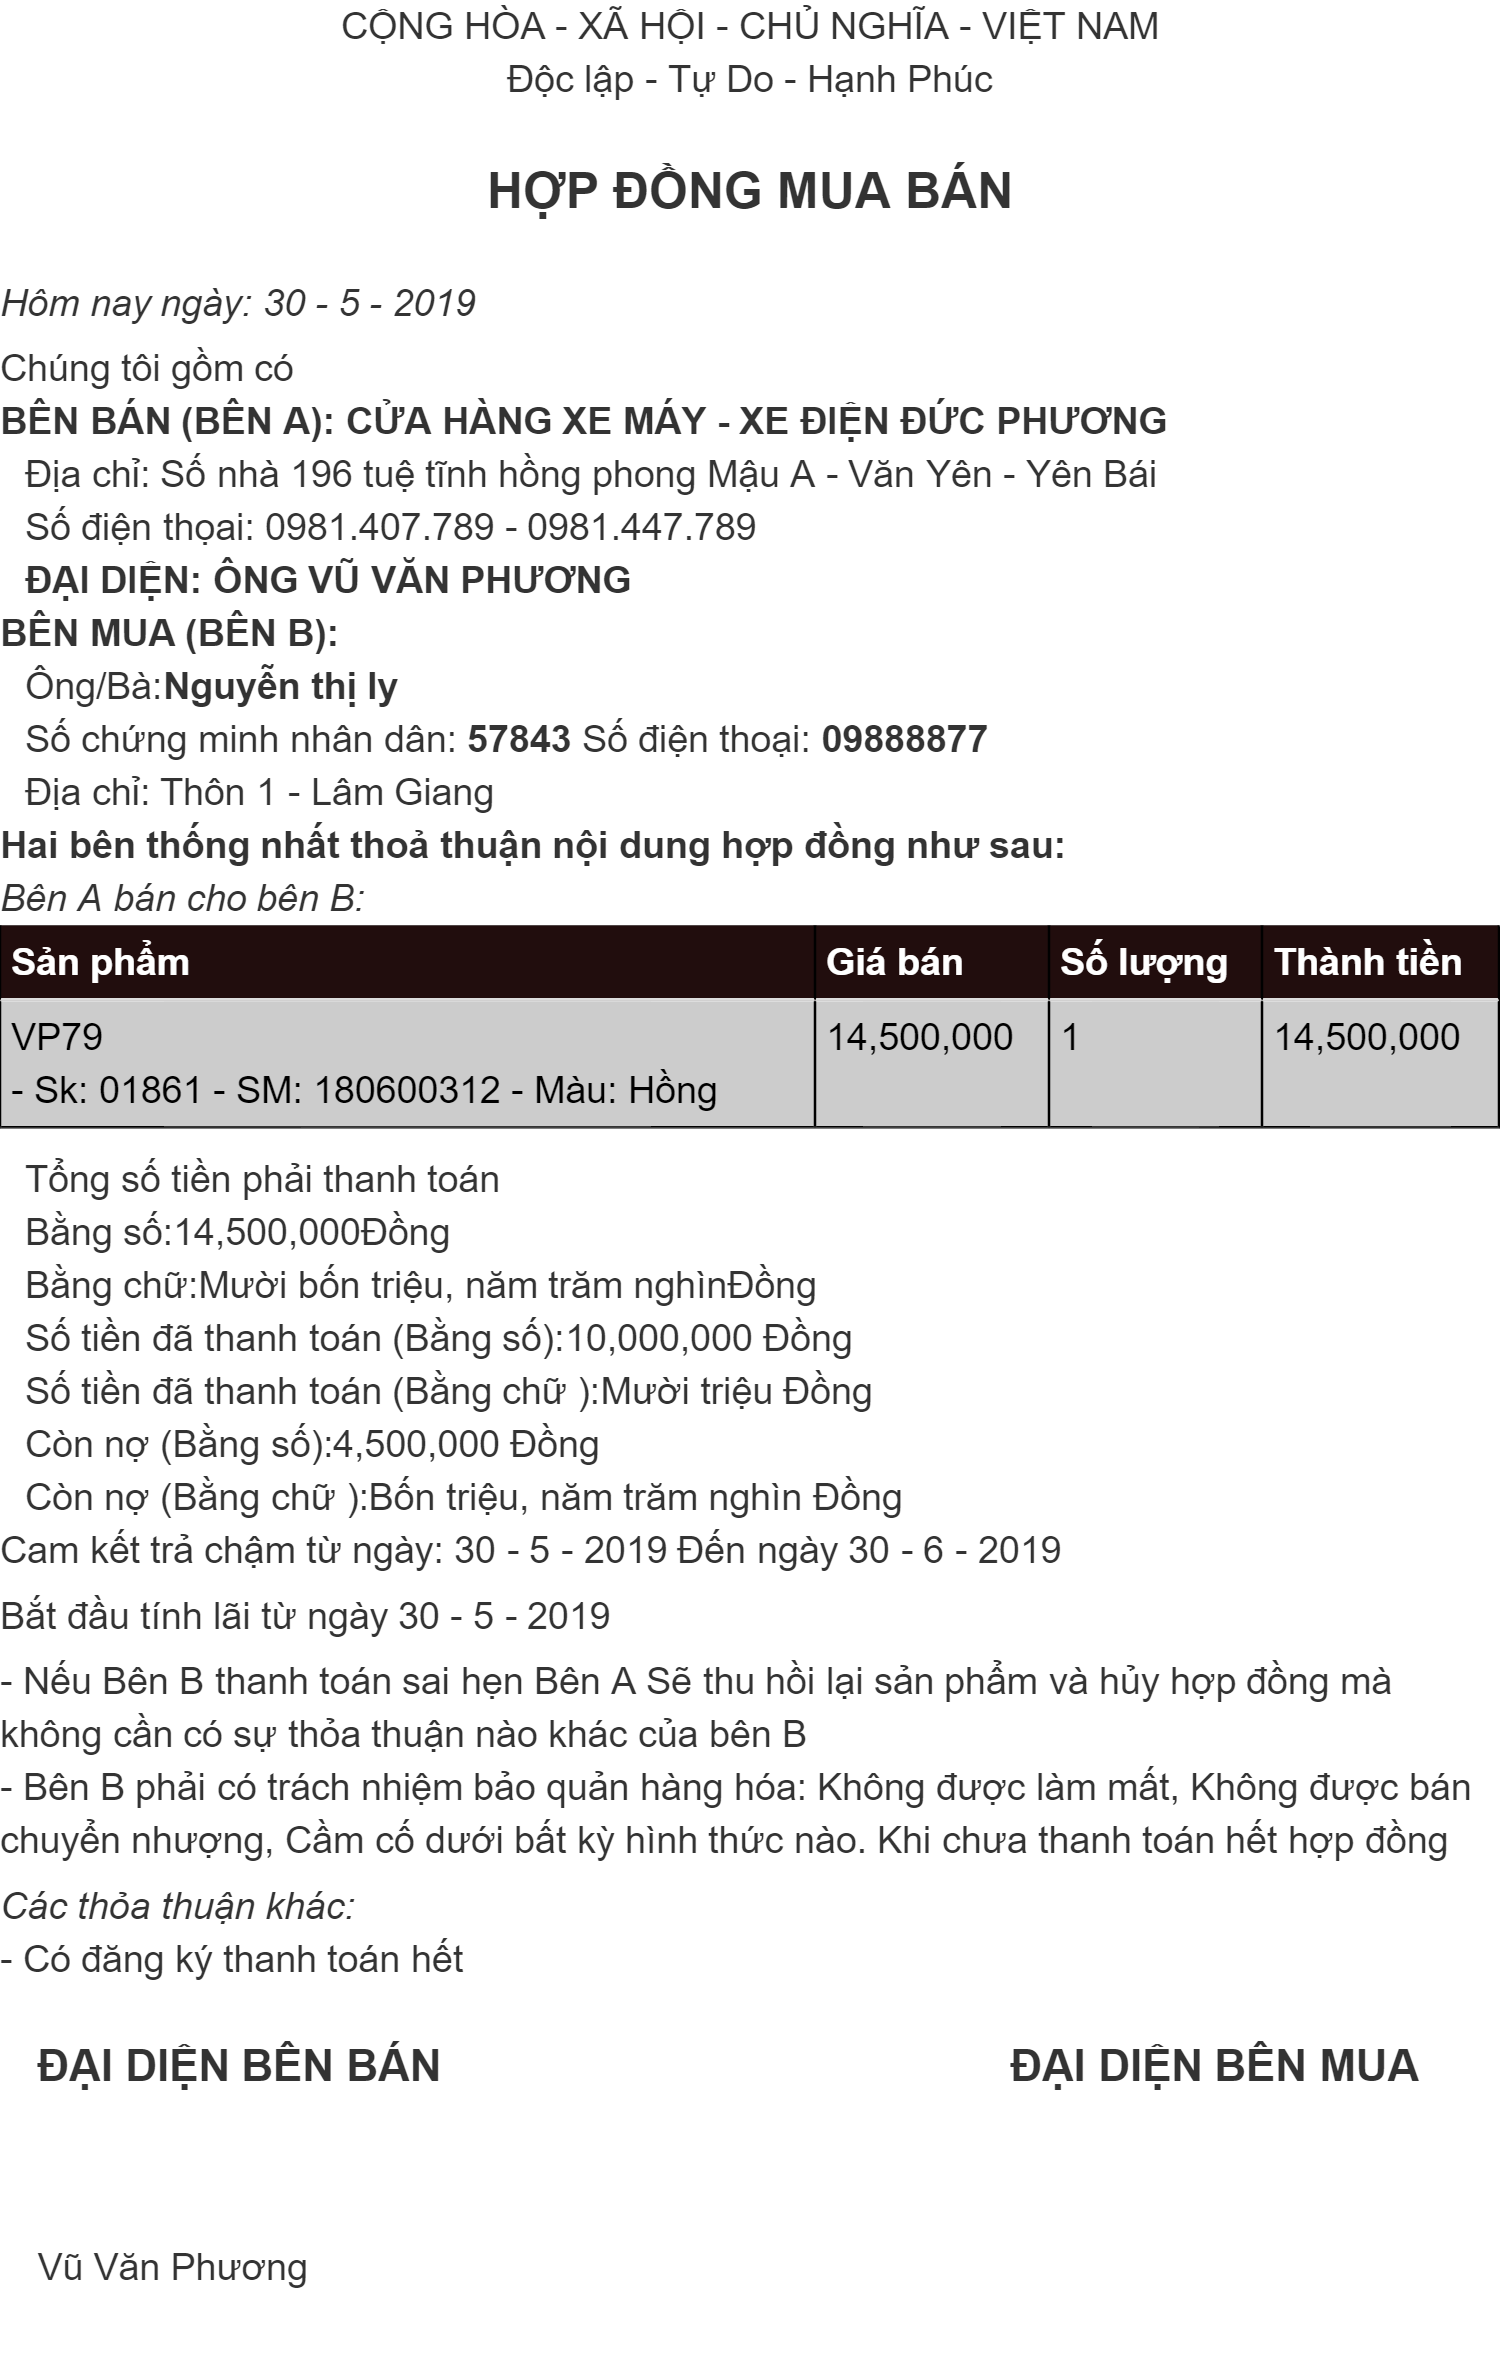 CỘNG HÒA - XÃ HỘI - CHỦ NGHĨA - VIỆT NAM
Độc lập - Tự Do - Hạnh Phúc
HỢP ĐỒNG MUA BÁN
Hôm nay ngày: 30 - 5 - 2019
Chúng tôi gồm có
BÊN BÁN (BÊN A): CỬA HÀNG XE MÁY - XE ĐIỆN ĐỨC PHƯƠNG
Địa chỉ: Số nhà 196 tuệ tĩnh hồng phong Mậu A - Văn Yên - Yên Bái
Số điện thọai: 0981.407.789 - 0981.447.789
ĐẠI DIỆN: ÔNG VŨ VĂN PHƯƠNG
BÊN MUA (BÊN B):
Ông/Bà:Nguyễn thị ly
Số chứng minh nhân dân: 57843 Số điện thoại: 09888877
Địa chỉ: Thôn 1 - Lâm Giang
Hai bên thống nhất thoả thuận nội dung hợp đồng như sau:
Bên A bán cho bên B:
Sản phẩm Giá bán Số lượng Thành tiền
VP79 14,500,000 1 14,500,000
- Sk: 01861 - SM: 180600312 - Màu: Hồng
Tổng số tiền phải thanh toán
Bằng số:14,500,000Đồng
Bằng chữ:Mười bốn triệu, năm trăm nghìnĐồng
Số tiền đã thanh toán (Bằng số):10,000,000 Đồng
Số tiền đã thanh toán (Bằng chữ ):Mười triệu Đồng
Còn nợ (Bằng số):4,500,000 Đồng
Còn nợ (Bằng chữ ):Bốn triệu, năm trăm nghìn Đồng
Cam kết trả chậm từ ngày: 30 - 5 - 2019 Đến ngày 30 - 6 - 2019
Bắt đầu tính lãi từ ngày 30 - 5 - 2019
- Nếu Bên B thanh toán sai hẹn Bên A Sẽ thu hồi lại sản phẩm và hủy hợp đồng mà
không cần có sự thỏa thuận nào khác của bên B
- Bên B phải có trách nhiệm bảo quản hàng hóa: Không được làm mất, Không được bán
chuyển nhượng, Cầm cố dưới bất kỳ hình thức nào. Khi chưa thanh toán hết hợp đồng
Các thỏa thuận khác:
- Có đăng ký thanh toán hết
ĐẠI DIỆN BÊN BÁN ĐẠI DIỆN BÊN MUA
Vũ Văn Phương